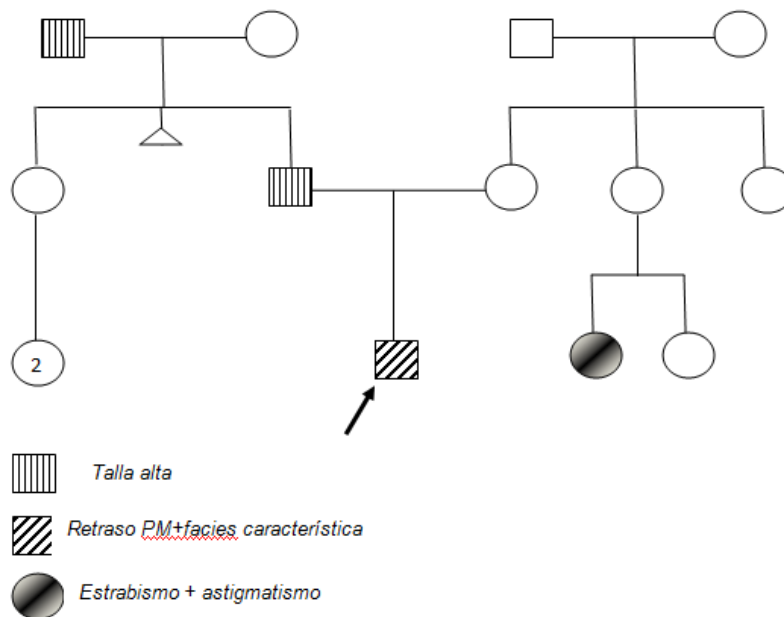 2
Talla alta
Retraso PM+facies característica
Estrabismo + astigmatismo